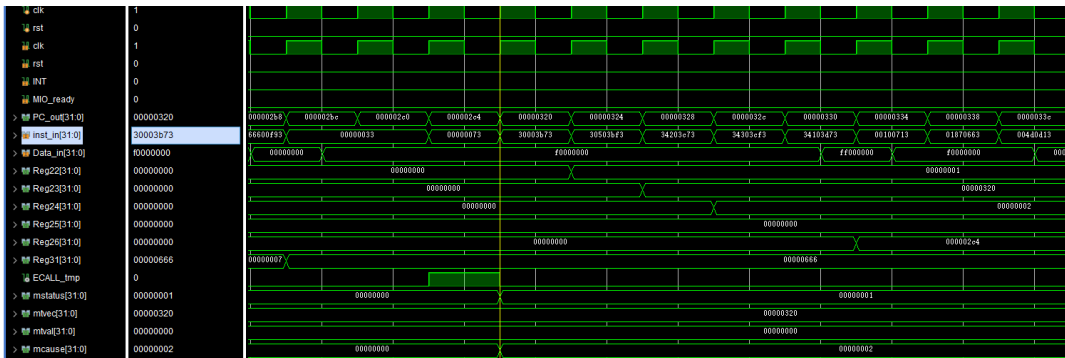 clk 1
rst 0
clk 1
rst 0
INT 0
MIO_ready 0
PC_out[31:0] 00000320 000002b8 000002bc 000002c0 000002c4 00000320 00000324 00000328 0000032c 00000330 00000334 00000338 0000033c
inst_in[31:0] 30003b73 66600f93 00000033 00000073 30003b73 30503bf3 34203c73 34303cf3 34103d73 00100713 01870663 004d0413
Data_in[31:0] f0000000 00000000 f0000000 ff000000 f0000000 000
Reg22[31:0] 00000000 00000000 00000001
Reg23[31:0] 00000000 00000000 00000320
Reg24[31:0] 00000000 00000000 00000002
Reg25[31:0] 00000000 00000000
Reg26[31:0] 00000000 00000000 000002c4
Reg31[31:0] 00000666 00000007 00000666
ECALL_tmp 0
mstatus[31:0] 00000001 00000000 00000001
mtvec[31:0] 00000320 00000320
mtval[31:0] 00000000 00000000
mcause[31:0] 00000002 00000000 00000002